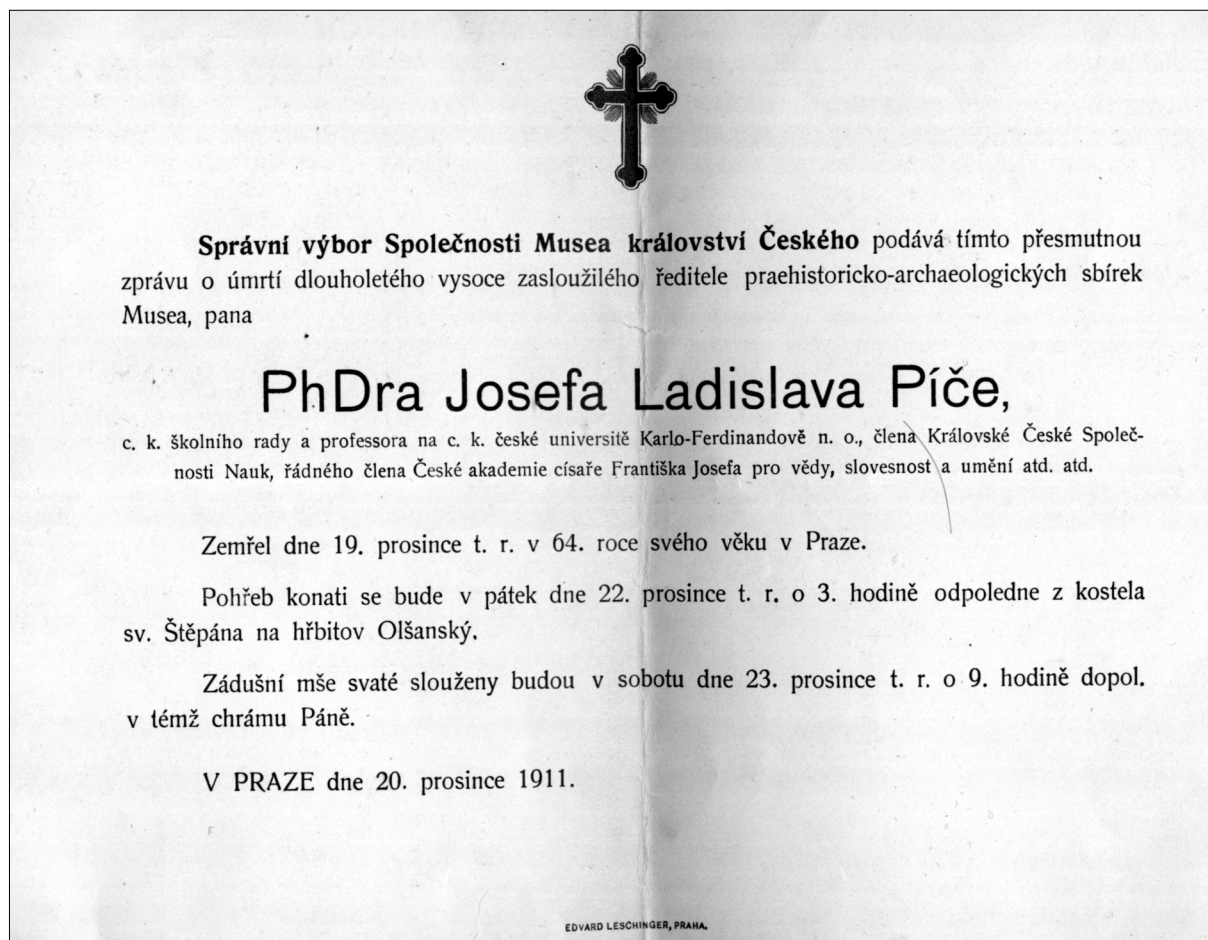 Správní výbor Společnosti Musea království Českého podává tímto přesmutnou
zprávu o úmrtí dlouholetého vysoce zasloužilého ředitele praehistoricko-archaeologických sbírek
Musea, pana
PhDra Josefa Ladislava Píče,
c. k. školního rady a professora na c. k. české universitě Karlo-Ferdinandově n. o., člena Královské České Společ-
nosti Nauk, řádného člena České akademie císaře Františka Josefa pro vědy, slovesnost a umění atd. atd.
Zemřel dne 19. prosince t. r. v 64. roce svého věku v Praze.
Pohřeb konati se bude v pátek dne 22. prosince t. r. o 3. hodině odpoledne z kostela
sv. Štěpána na hřbitov Olšanský.
Zádušní mše svaté slouženy budou v sobotu dne 23. prosince t. r. o 9. hodině dopol.
v témž chrámu Páně.
V PRAZE dne 20. prosince 1911.
EDVARD LESCHINGER, PRAHA.